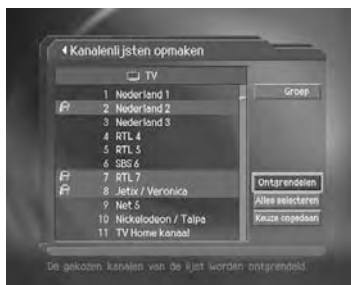 Kanalenlijsten opmaken
TV
1 Nederland 1
2 Nederland 2
3 Nederland 3
4 RTL 4
5 RTL 5
6 SBS 6
7 RTL 7
8 Jetix / Veronica
9 Net 5
10 Nickelodeon / Talpa
11 TV Home kanaal
Groep
Ontgrendelen
Alles selecteren
Keuze ongedaan
De gekozen kanalen van de lijst worden ontgrendeld.